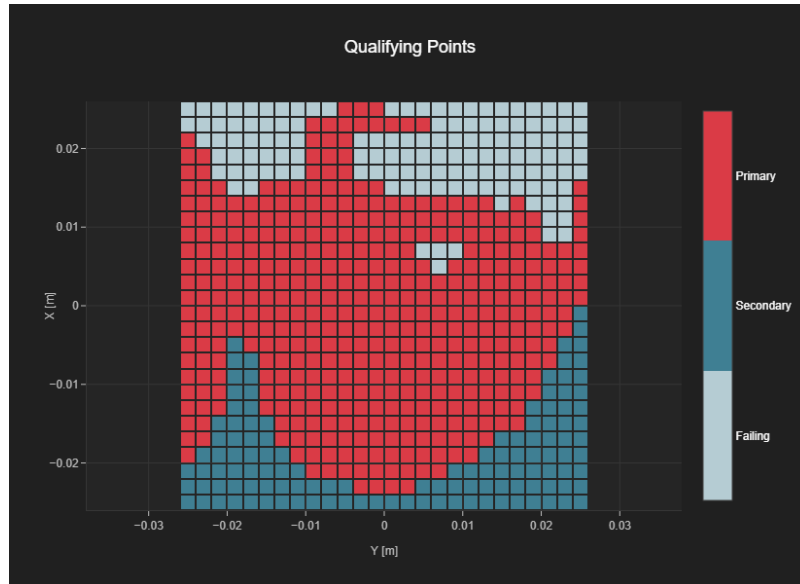 Qualifying Points
0.02
0.01
0
−0.01
−0.02
X [m]
−0.03
−0.02
−0.01
0
0.01
0.02
0.03
Y [m]
Primary
Secondary
Failing